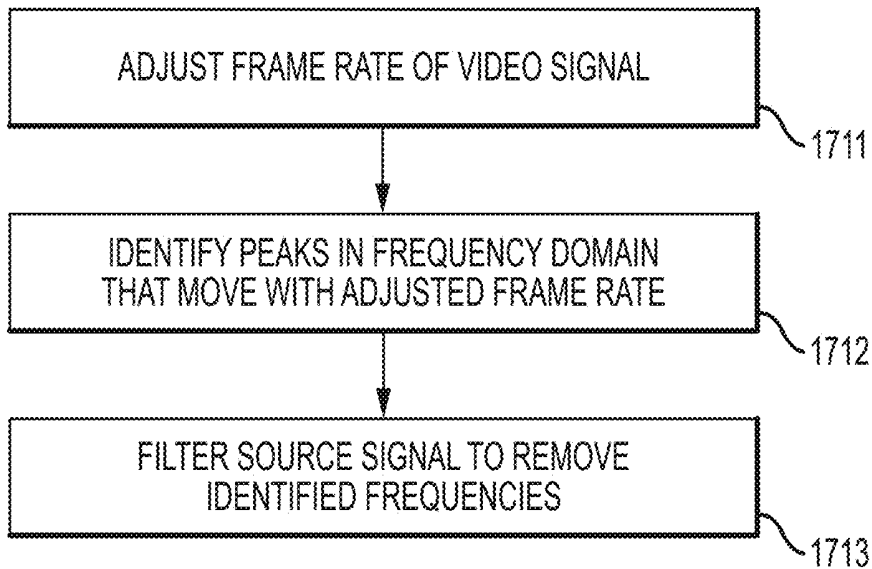 ADJUST FRAME RATE OF VIDEO SIGNAL
1711
IDENTIFY PEAKS IN FREQUENCY DOMAIN
THAT MOVE WITH ADJUSTED FRAME RATE
1712
FILTER SOURCE SIGNAL TO REMOVE
IDENTIFIED FREQUENCIES
1713